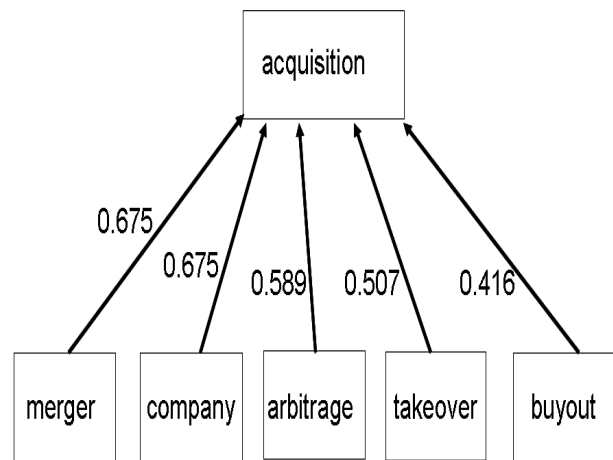 acquisition
0.675
0.675
0.589
0.507
0.416
merger
company
arbitrage
takeover
buyout